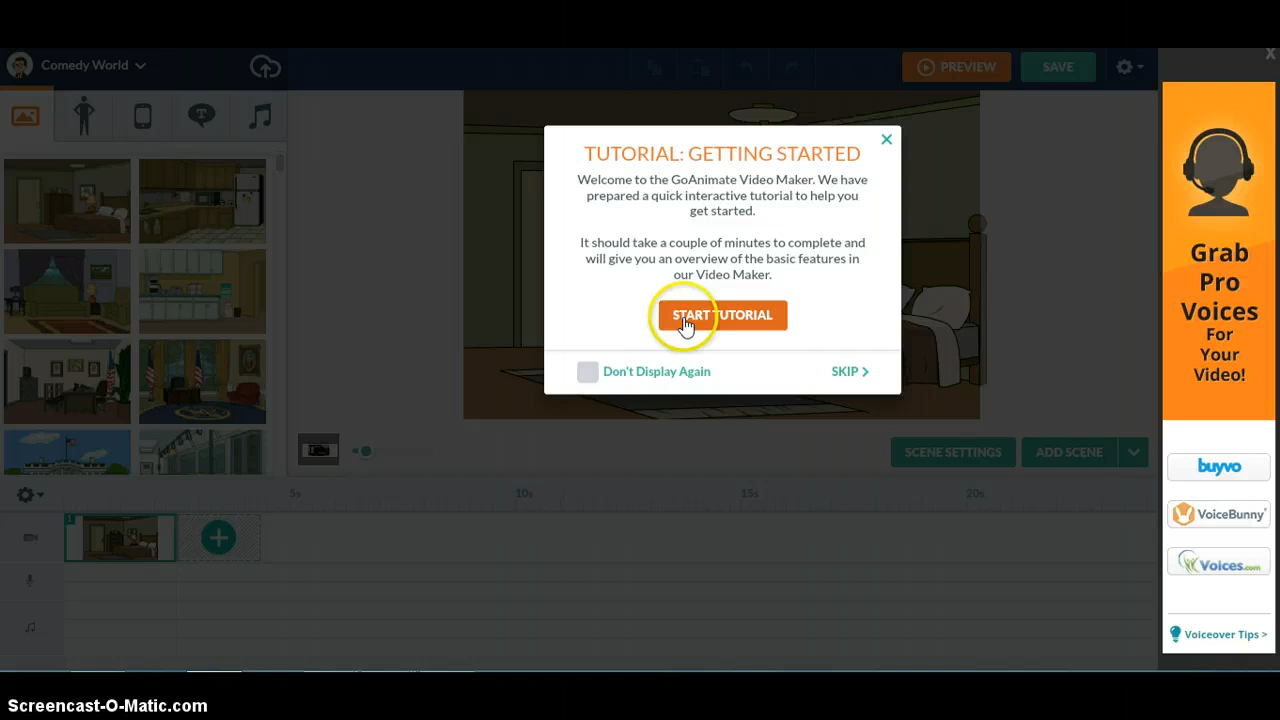 Comedy World
PREVIEW
SAVE
X
TUTORIAL: GETTING STARTED
Welcome to the GoAnimate Video Maker. We have
prepared a quick interactive tutorial to help you
get started.
It should take a couple of minutes to complete and
will give you an overview of the basic features in
our Video Maker.
START TUTORIAL
Don't Display Again
SKIP >
Grab
Pro
Voices
For
Your
Video!
SCENE SETTINGS
ADD SCENE
buyvo
VoiceBunny
Voices.com
Voiceover Tips >
5s
10s
15s
20s
1
Screencast-O-Matic.com